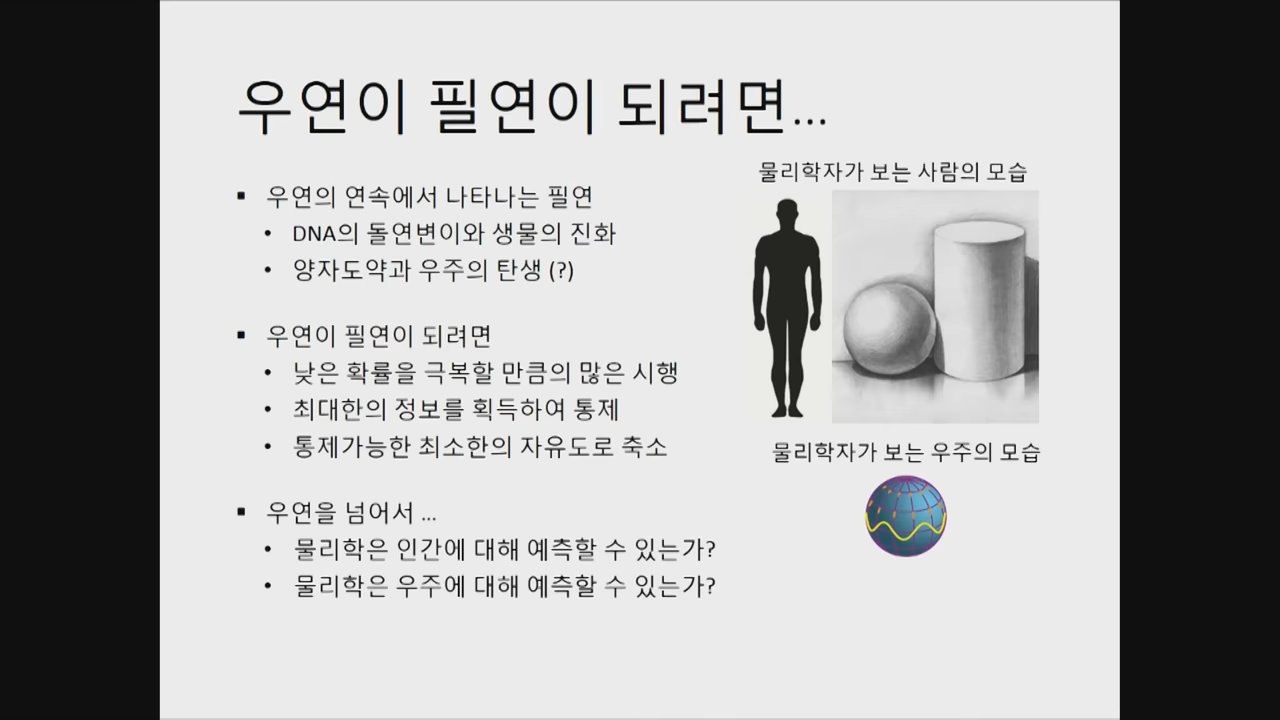 우연이 필연이 되려면...
▪ 우연의 연속에서 나타나는 필연
• DNA의 돌연변이와 생물의 진화
• 양자도약과 우주의 탄생 (?)
▪ 우연이 필연이 되려면
• 낮은 확률을 극복할 만큼의 많은 시행
• 최대한의 정보를 획득하여 통제
• 통제가능한 최소한의 자유도로 축소
▪ 우연을 넘어서 ...
• 물리학은 인간에 대해 예측할 수 있는가?
• 물리학은 우주에 대해 예측할 수 있는가?
물리학자가 보는 사람의 모습
물리학자가 보는 우주의 모습